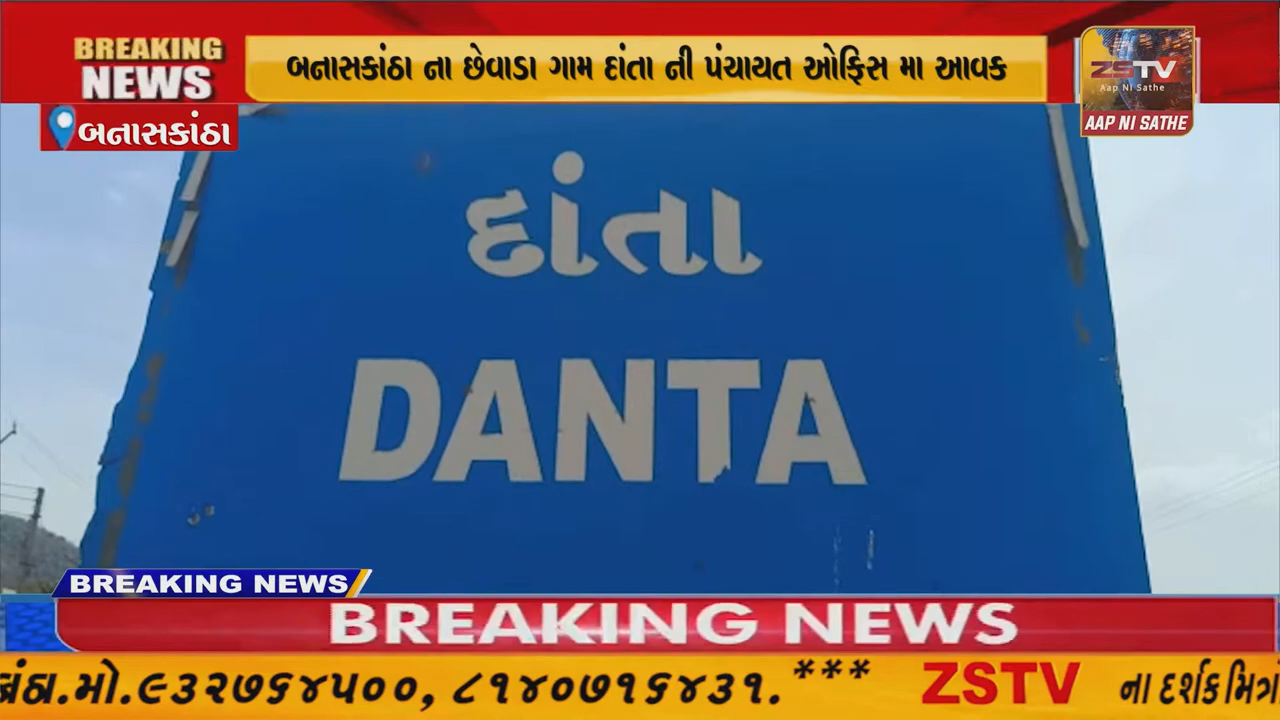 BREAKING
NEWS
બનાસકાંઠા ના છેવાડા ગામ દાંતા ની પંચાયત ઓફિસ મા આવક
ZSTV
Aap Ni Sathe
AAP NI SATHE
બનાસકાંઠા
દાંતા
DANTA
BREAKING NEWS
BREAKING NEWS
મો.૯૩૨૭૬૪૫૦૦, ૮૧૪૦૭૧૬૪૩૧. *** ZSTV ના દર્શક મિત્ર